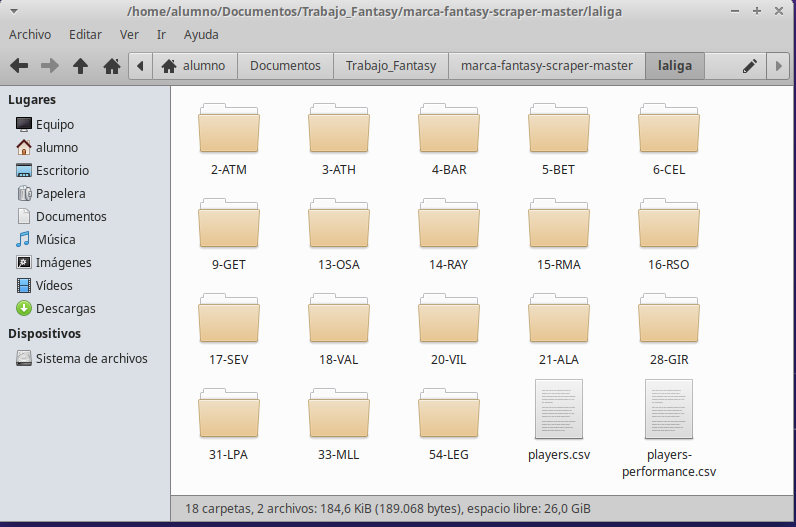 /home/alumno/Documentos/Trabajo_Fantasy/marca-fantasy-scraper-master/laliga
Archivo Editar Ver Ir Ayuda
alumno Documentos Trabajo_Fantasy marca-fantasy-scraper-master laliga
Lugares
Equipo
alumno
Escritorio
Papelera
Documentos
Música
Imágenes
Vídeos
Descargas
Dispositivos
Sistema de archivos
2-ATM 3-ATH 4-BAR 5-BET 6-CEL
9-GET 13-OSA 14-RAY 15-RMA 16-RSO
17-SEV 18-VAL 20-VIL 21-ALA 28-GIR
31-LPA 33-MLL 54-LEG players.csv players-
performance.csv
18 carpetas, 2 archivos: 184,6 KiB (189.068 bytes), espacio libre: 26,0 GiB